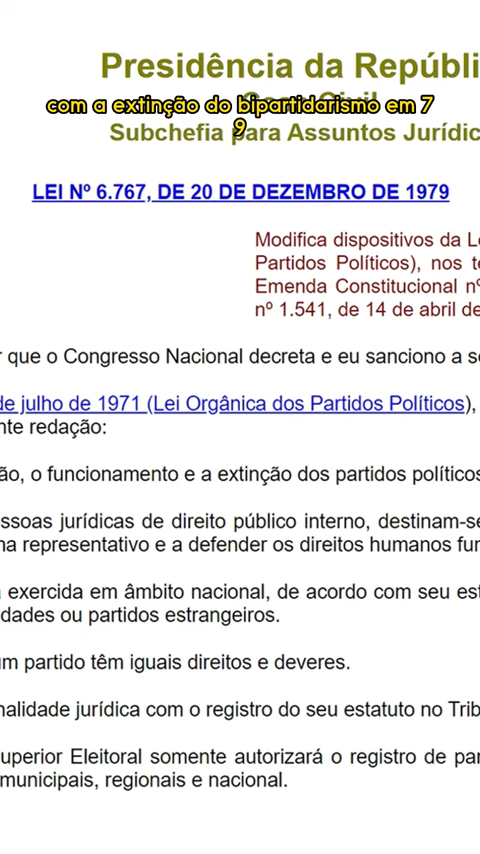 Presidência da Repúbli
com a extinção do bipartidarismo em 7
9
Subchefia para Assuntos Jurídic
LEI Nº 6.767, DE 20 DE DEZEMBRO DE 1979
Modifica dispositivos da L
Partidos Políticos), nos te
Emenda Constitucional nº
nº 1.541, de 14 de abril de
r que o Congresso Nacional decreta e eu sanciono a s
de julho de 1971 (Lei Orgânica dos Partidos Políticos),
nte redação:
ão, o funcionamento e a extinção dos partidos políticos
ssoas jurídicas de direito público interno, destinam-se
na representativo e a defender os direitos humanos fun
a exercida em âmbito nacional, de acordo com seu est
dades ou partidos estrangeiros.
um partido têm iguais direitos e deveres.
nalidade jurídica com o registro do seu estatuto no Trib
uperior Eleitoral somente autorizará o registro de par
municipais, regionais e nacional.